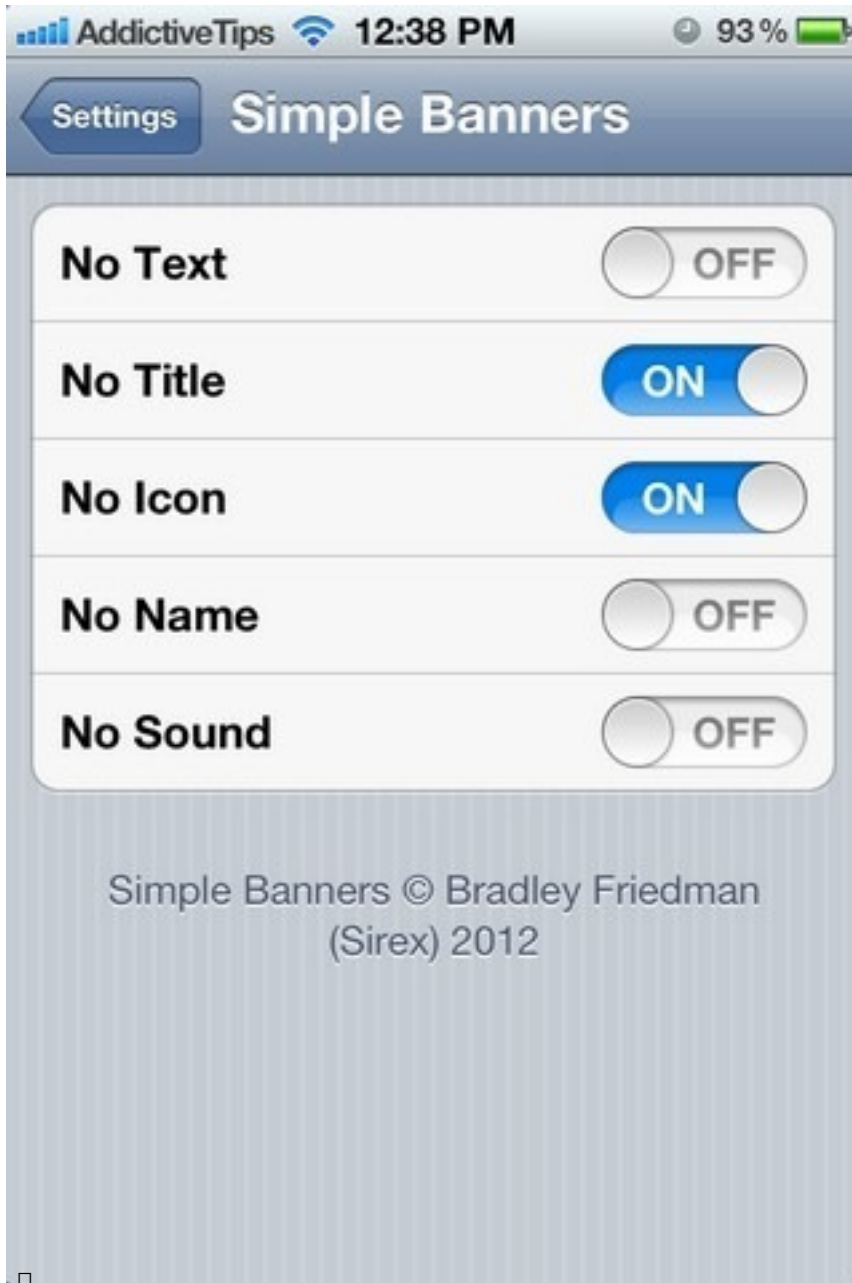 AddictiveTips 12:38 PM 93%
Settings Simple Banners
No Text OFF
No Title ON
No Icon ON
No Name OFF
No Sound OFF
Simple Banners © Bradley Friedman
(Sirex) 2012